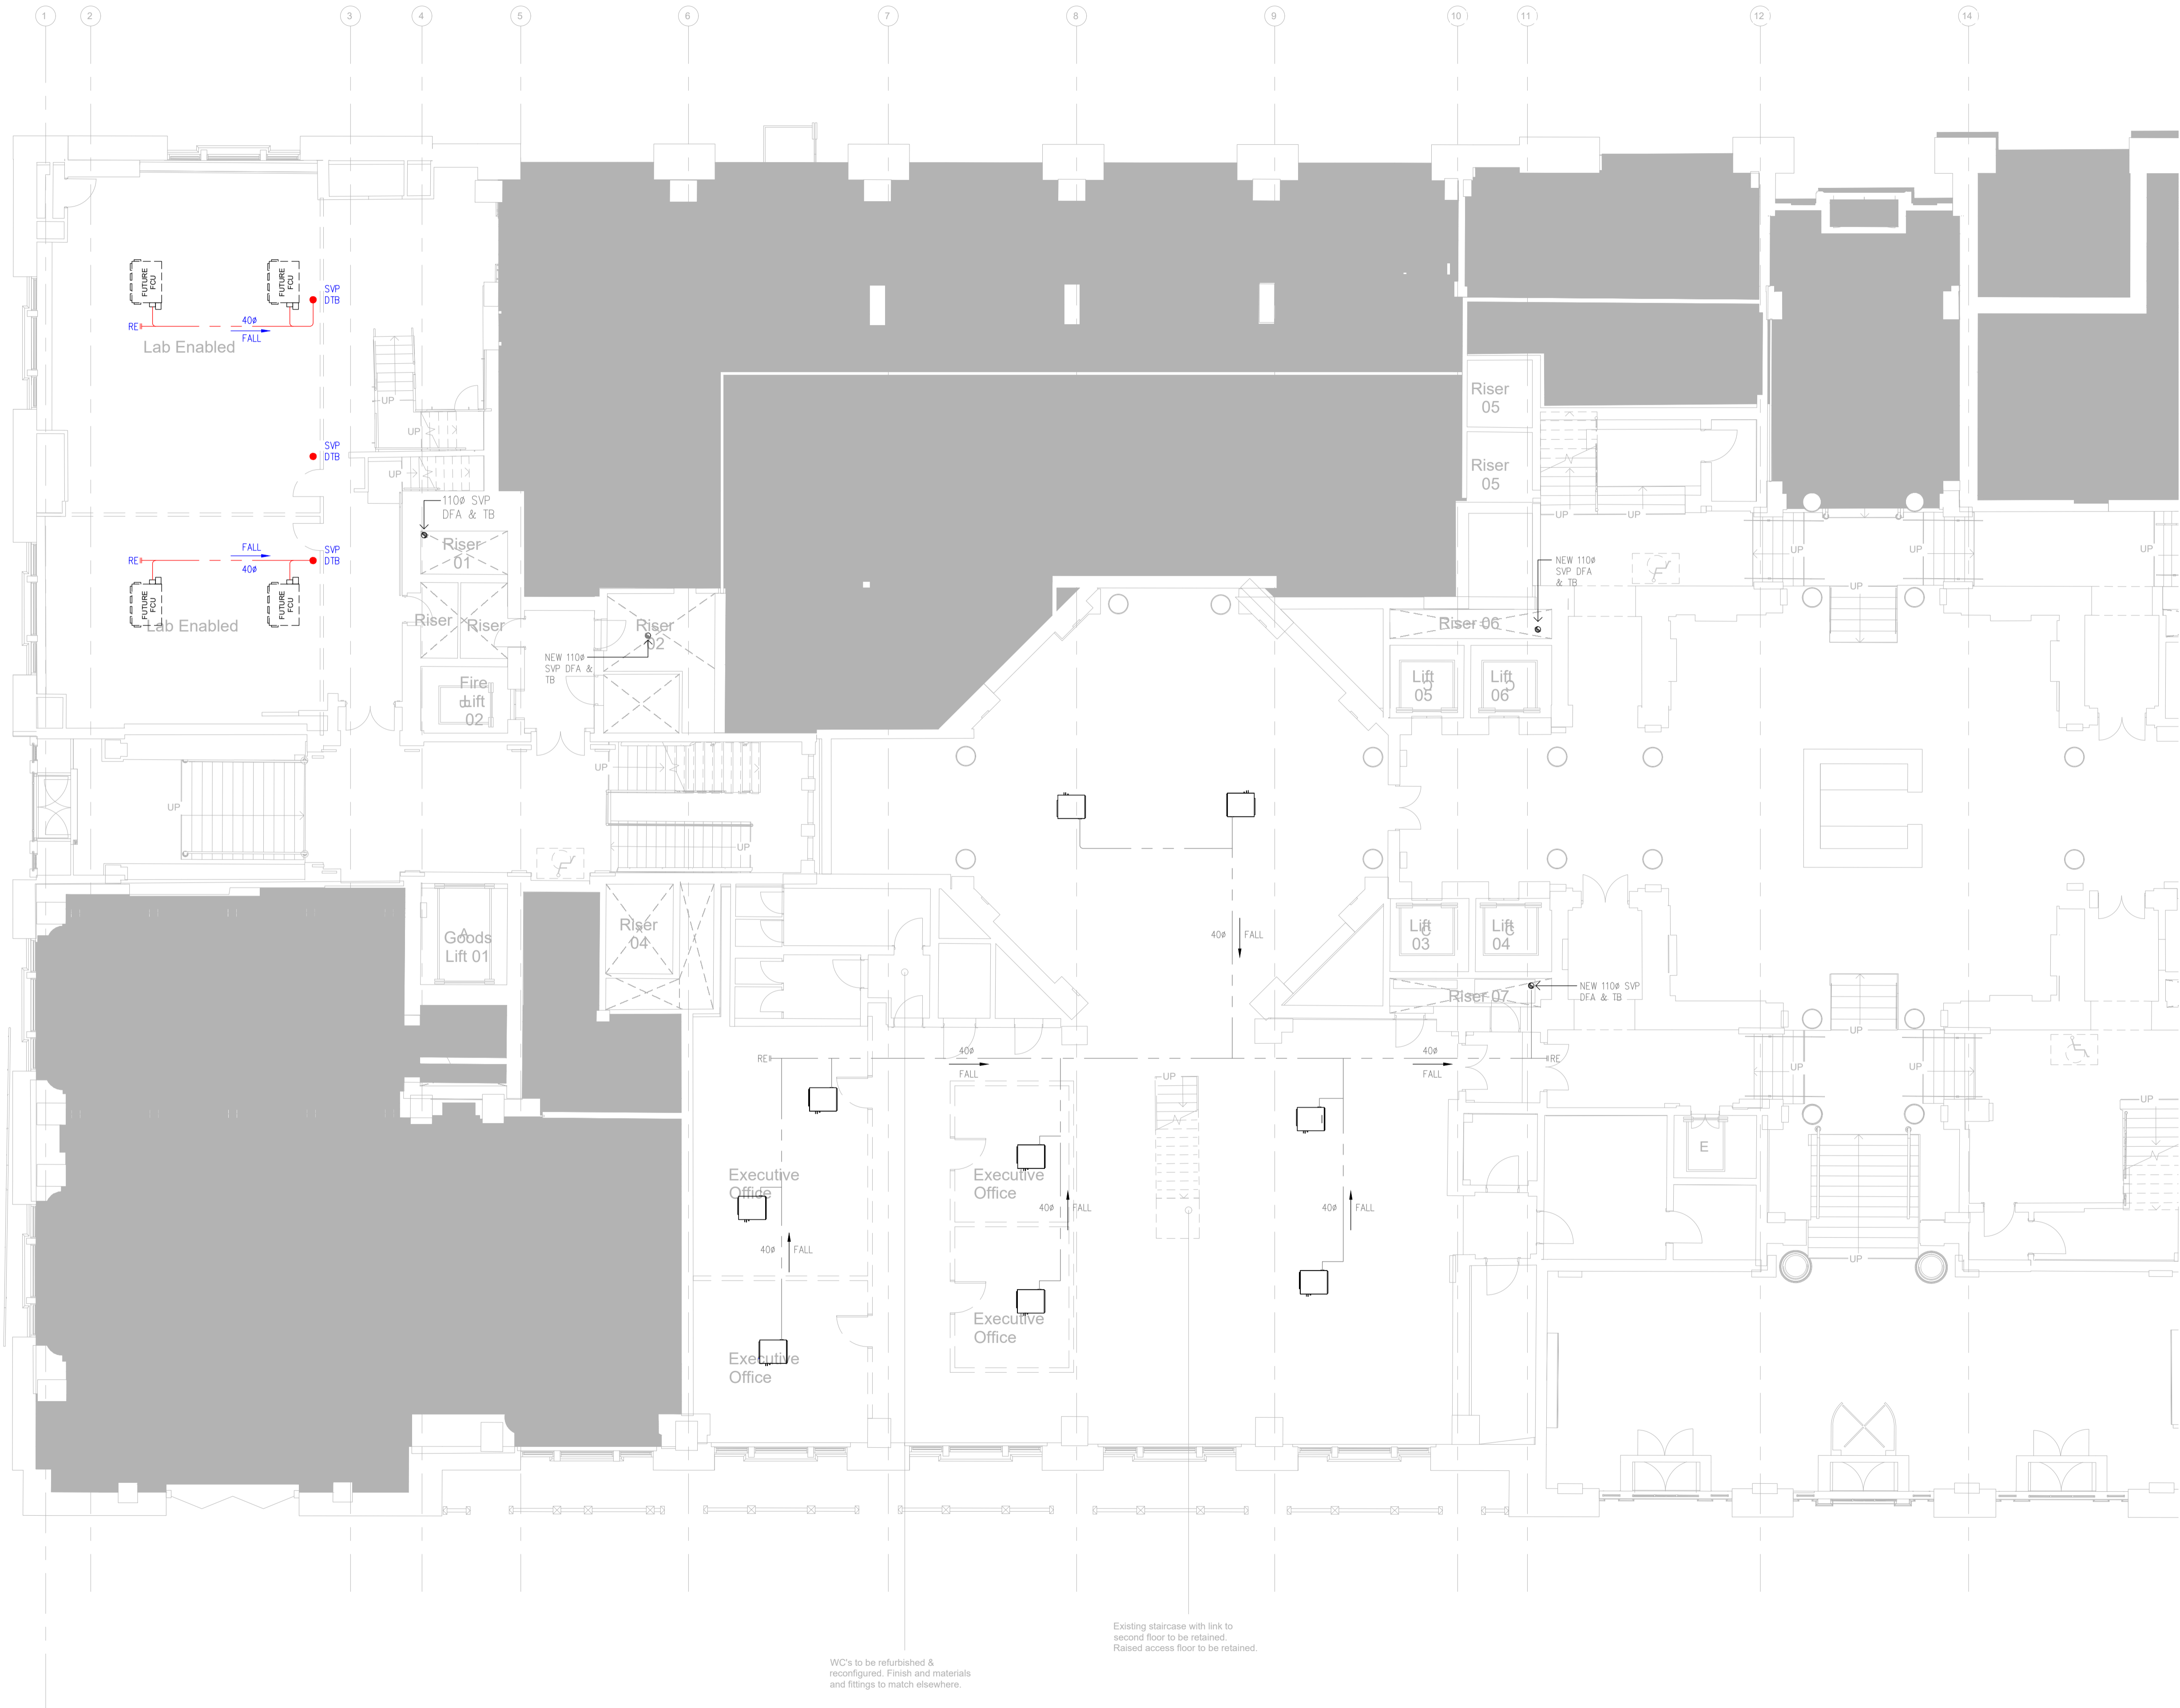 1
2
3
4
5
6
7
8
9
10
11
12
14
FUTURE
FCU
FUTURE
FCU
SVP
DTB
RE
40ø
FALL
Lab Enabled
UP
UP
UP
SVP
DTB
110ø SVP
DFA & TB
Riser
01
FALL
SVP
DTB
RE
40ø
FUTURE
FCU
FUTURE
FCU
Lab Enabled
Riser
Riser
Riser
02
NEW 110ø
SVP DFA &
TB
Fire
Lift
02
Riser
05
Riser
05
UP
UP
NEW 110ø
SVP DFA
& TB
Riser 06
Lift
05
Lift
06
UP
UP
UP
UP
UP
UP
UP
UP
E
A
Goods
Lift 01
Riser
04
40ø
FALL
Lift
03
C
Lift
04
C
Riser 07
NEW 110ø SVP
DFA & TB
UP
UP
UP
UP
RE
40ø
FALL
40ø
FALL
RE
UP
E
Executive
Office
Executive
Office
40ø
FALL
40ø
FALL
40ø
FALL
UP
Executive
Office
Executive
Office
Existing staircase with link to
second floor to be retained.
Raised access floor to be retained.
WC's to be refurbished &
reconfigured. Finish and materials
and fittings to match elsewhere.